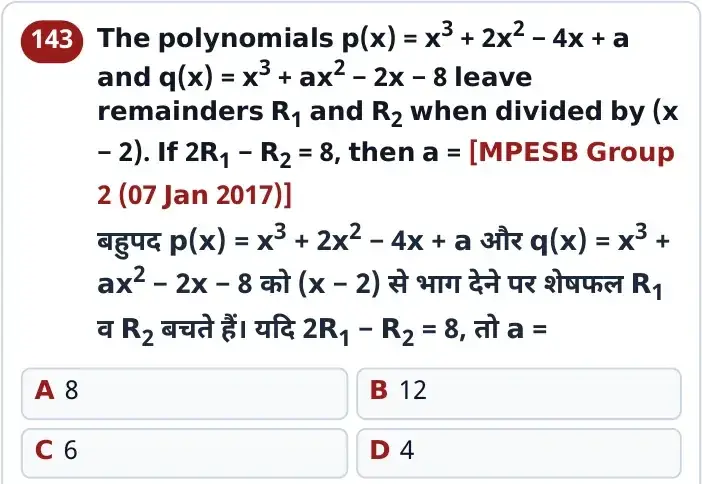 143 The polynomials p(x) = x³ + 2x² – 4x + a
and q(x) = x³ + ax² – 2x – 8 leave
remainders R₁ and R₂ when divided by (x
– 2). If 2R₁ – R₂ = 8, then a = [MPESB Group
2 (07 Jan 2017)]
बहुपद p(x) = x³ + 2x² – 4x + a और q(x) = x³ +
ax² – 2x – 8 को (x – 2) से भाग देने पर शेषफल R₁
व R₂ बचते हैं। यदि 2R₁ – R₂ = 8, तो a =
A 8
B 12
C 6
D 4